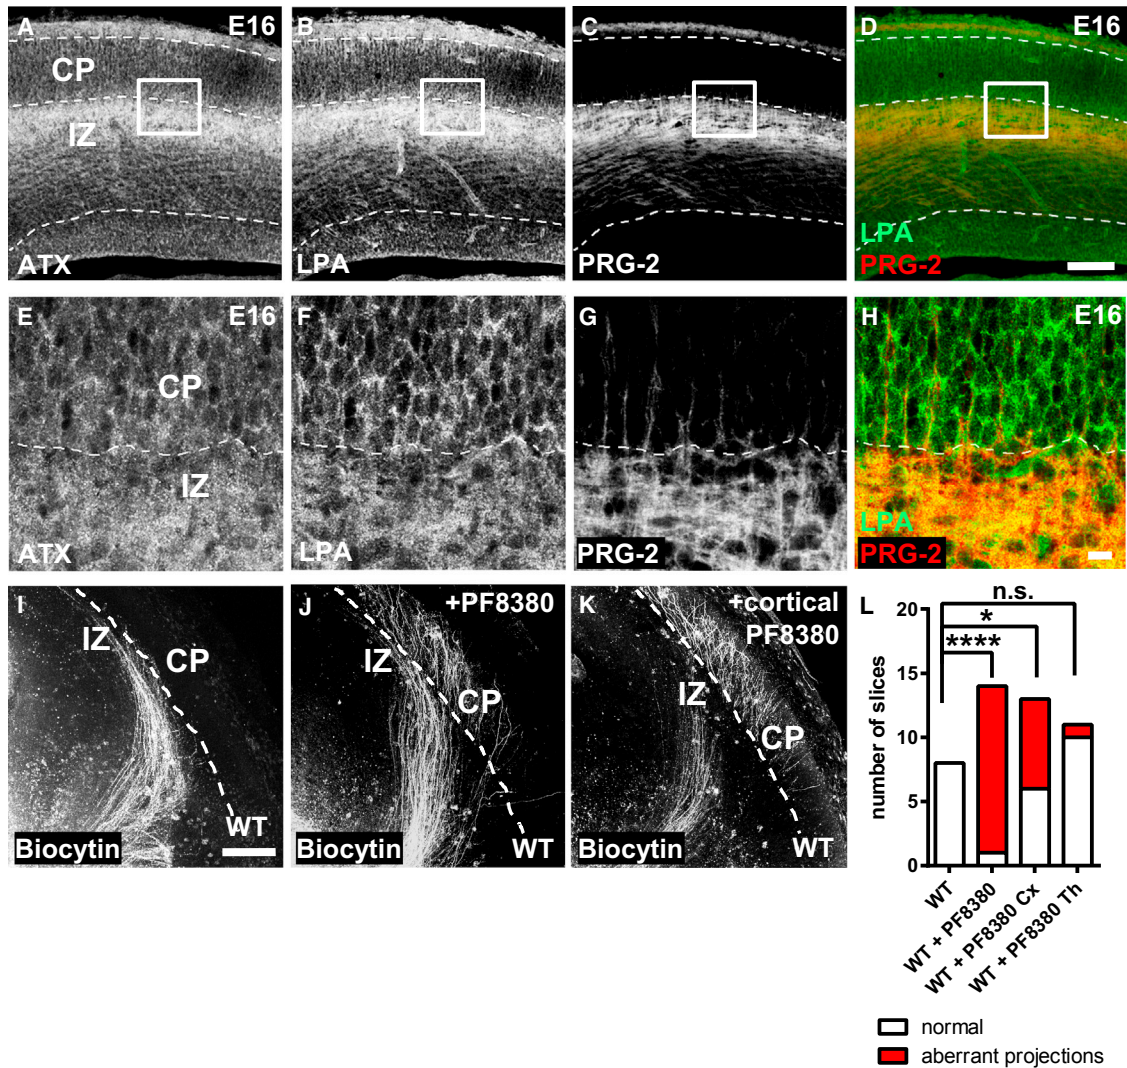 A E16
CP
IZ
ATX
B
LPA
C
PRG-2
D E16
LPA
PRG-2
E E16
CP
IZ
ATX
F
LPA
G
PRG-2
H E16
LPA
PRG-2
I
IZ
CP
WT
Biocytin
J +PF8380
IZ
CP
WT
Biocytin
K +cortical
PF8380
IZ
CP
WT
Biocytin
L
n.s.
*
****
20
15
10
5
0
number of slices
WT
WT + PF8380
WT + PF8380 Cx
WT + PF8380 Th
normal
aberrant projections